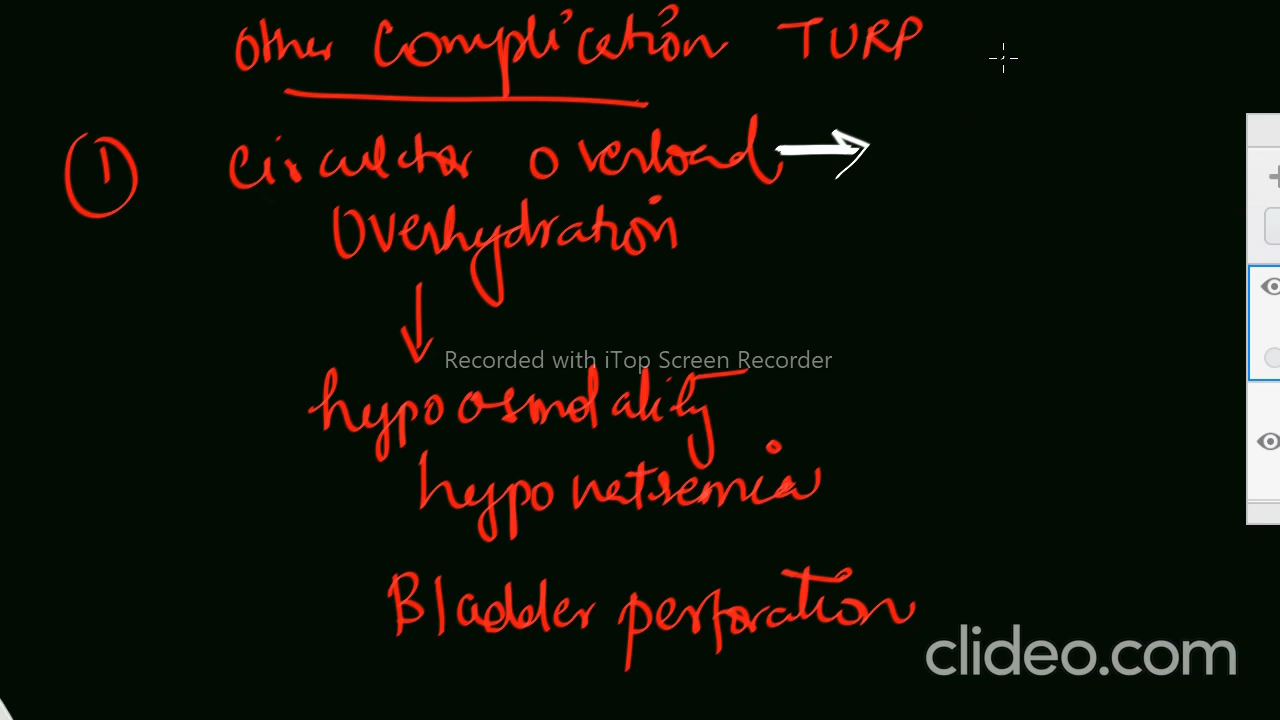 Other Complication TURP
① circulator overload →
Overhydration
↓
Recorded with iTop Screen Recorder
hypoosmolality
hyponatremia
Bladder perforation
clideo.com